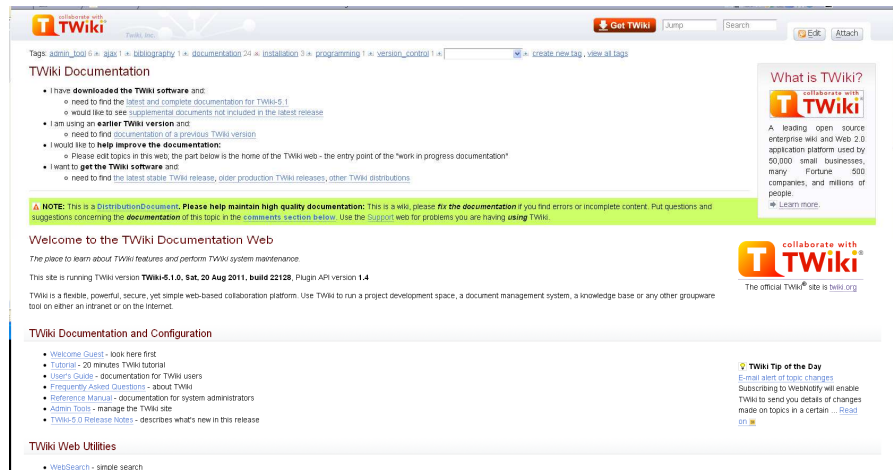 collaborate with
TWiki
TWiki, Inc.
Get TWiki
Jump
Search
Edit
Attach
Tags: admin_tool 6 ajax 1 bibliography 1 documentation 24 installation 3 programming 1 version_control 1 create new tag , view all tags
TWiki Documentation
I have downloaded the TWiki software and:
need to find the latest and complete documentation for TWiki-5.1
would like to see supplemental documents not included in the latest release
I am using an earlier TWiki version and:
need to find documentation of a previous TWiki version
I would like to help improve the documentation:
Please edit topics in this web; the part below is the home of the TWiki web - the entry point of the "work in progress documentation"
I want to get the TWiki software and:
need to find the latest stable TWiki release, older production TWiki releases, other TWiki distributions
What is TWiki?
collaborate with
TWiki
A leading open source
enterprise wiki and Web 2.0
application platform used by
50,000 small businesses,
many Fortune 500
companies, and millions of
people.
Learn more.
NOTE: This is a DistributionDocument. Please help maintain high quality documentation: This is a wiki, please fix the documentation if you find errors or incomplete content. Put questions and
suggestions concerning the documentation of this topic in the comments section below. Use the Support web for problems you are having using TWiki.
Welcome to the TWiki Documentation Web
The place to learn about TWiki features and perform TWiki system maintenance.
This site is running TWiki version TWiki-5.1.0, Sat, 20 Aug 2011, build 22128, Plugin API version 1.4
TWiki is a flexible, powerful, secure, yet simple web-based collaboration platform. Use TWiki to run a project development space, a document management system, a knowledge base or any other groupware
tool on either an intranet or on the Internet.
collaborate with
TWiki®
The official TWiki® site is twiki.org
TWiki Documentation and Configuration
Welcome Guest - look here first
Tutorial - 20 minutes TWiki tutorial
User's Guide - documentation for TWiki users
Frequently Asked Questions - about TWiki
Reference Manual - documentation for system administrators
Admin Tools - manage the TWiki site
TWiki-5.0 Release Notes - describes what's new in this release
TWiki Tip of the Day
E-mail alert of topic changes
Subscribing to WebNotify will enable
TWiki to send you details of changes
made on topics in a certain ... Read
on
TWiki Web Utilities
WebSearch - simple search